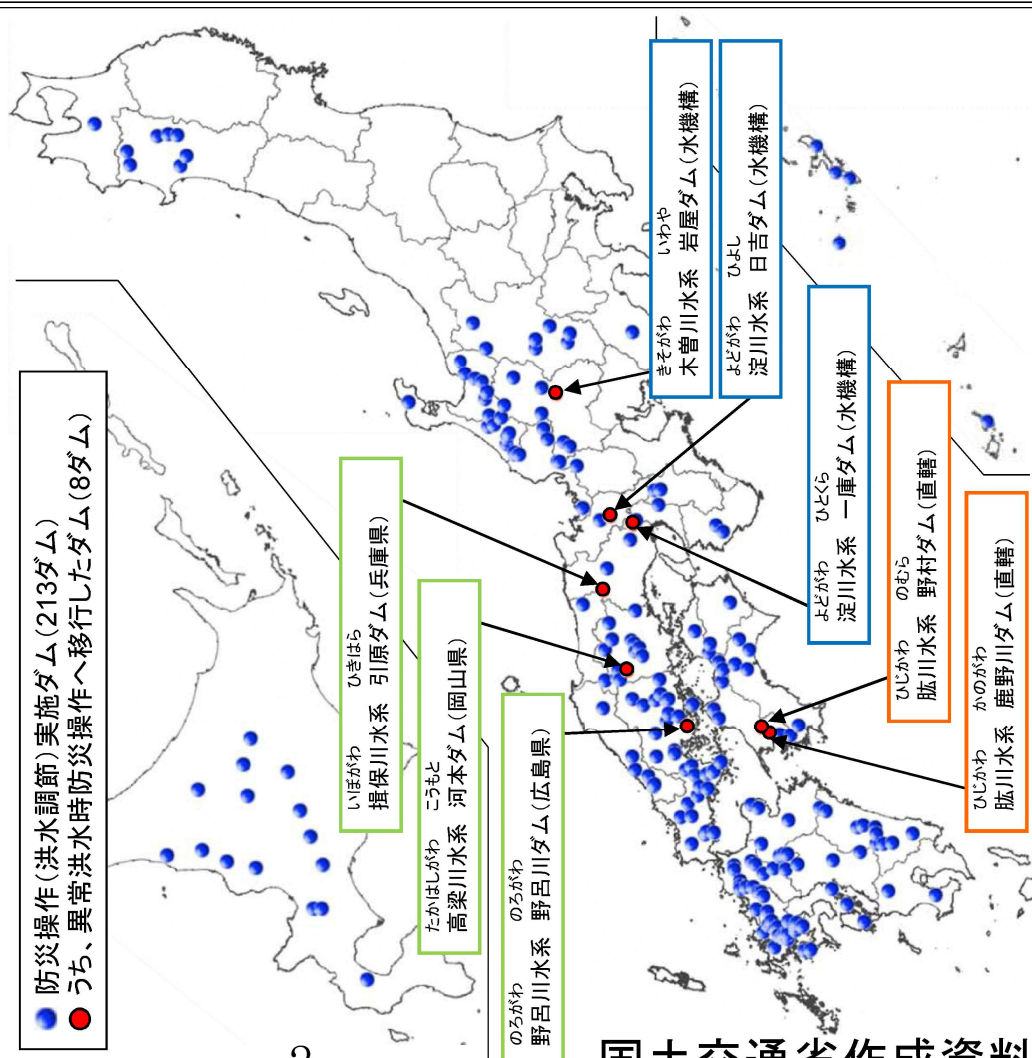 防災操作(洪水調節)実施ダム(213ダム)
うち、異常洪水時防災操作へ移行したダム(8ダム)
いぼがわ ひきはら
揖保川水系 引原ダム(兵庫県)
たかはしがわ こうもと
高梁川水系 河本ダム(岡山県)
のろがわ のろがわ
野呂川水系 野呂川ダム(広島県)
きそがわ いわや
木曽川水系 岩屋ダム(水機構)
よどがわ ひよし
淀川水系 日吉ダム(水機構)
よどがわ ひとくら
淀川水系 一庫ダム(水機構)
ひじかわ のむら
肱川水系 野村ダム(直轄)
ひじかわ かのがわ
肱川水系 鹿野川ダム(直轄)
国土交通省作成資料